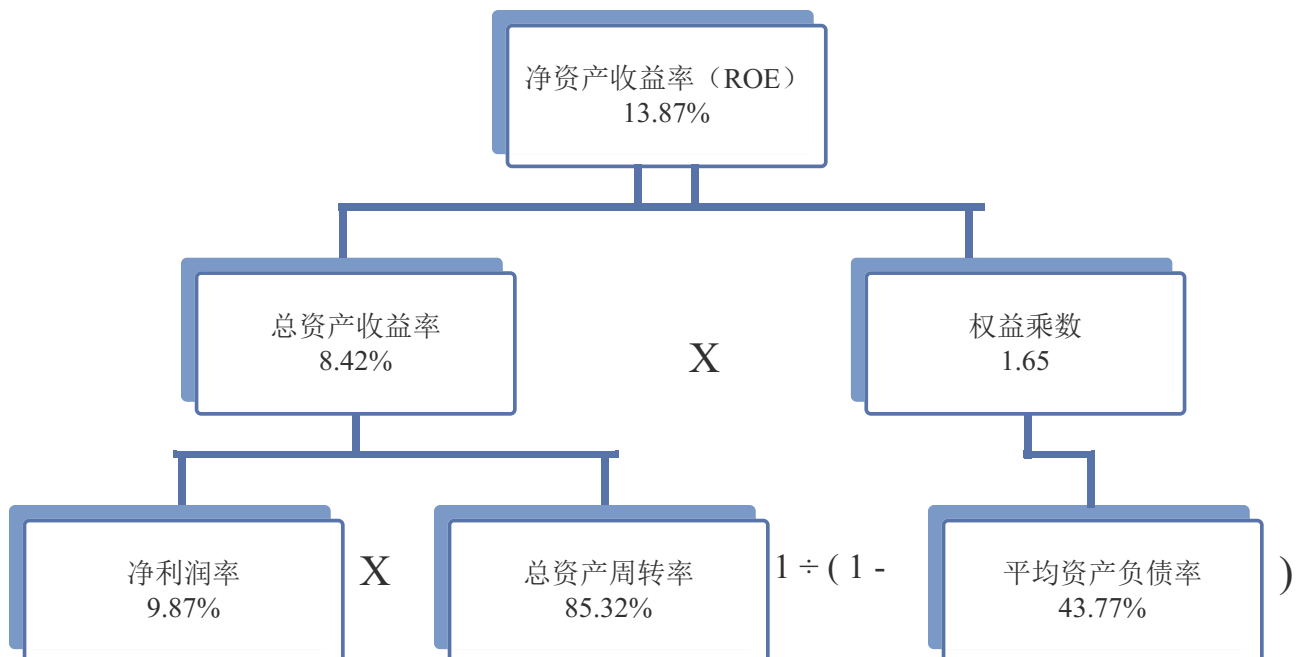 净资产收益率（ROE）
13.87%
总资产收益率
8.42%
X
权益乘数
1.65
净利润率
9.87%
X
总资产周转率
85.32%
1 ÷ ( 1 -
平均资产负债率
43.77%
)